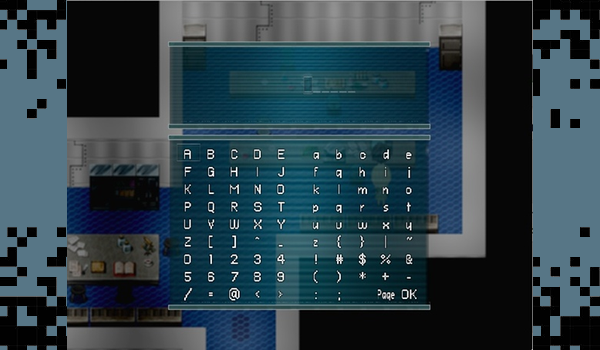 A B C D E a b c d e
F G H I J f g h i j
K L M N O k l m n o
P Q R S T p q r s t
U V W X Y u v w x y
Z [ ] ^ _ z { } | ~
0 1 2 3 4 ! # $ % &
5 6 7 8 9 ( ) * + -
/ = @ < > : ; Page OK